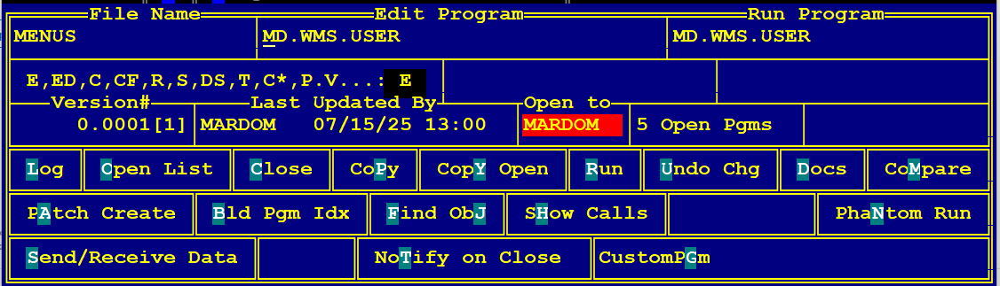 File Name Edit Program Run Program
MENUS MD.WMS.USER MD.WMS.USER
E,ED,C,CF,R,S,DS,T,C*,P.V...: E
Version# Last Updated By Open to
0.0001[1] MARDOM 07/15/25 13:00 MARDOM 5 Open Pgms
Log Open List Close CoPy CopY Open Run Undo Chg Docs CoMpare
PAtch Create Bld Pgm Idx Find ObJ SHow Calls PhaNtom Run
Send/Receive Data NoTify on Close CustomPGm